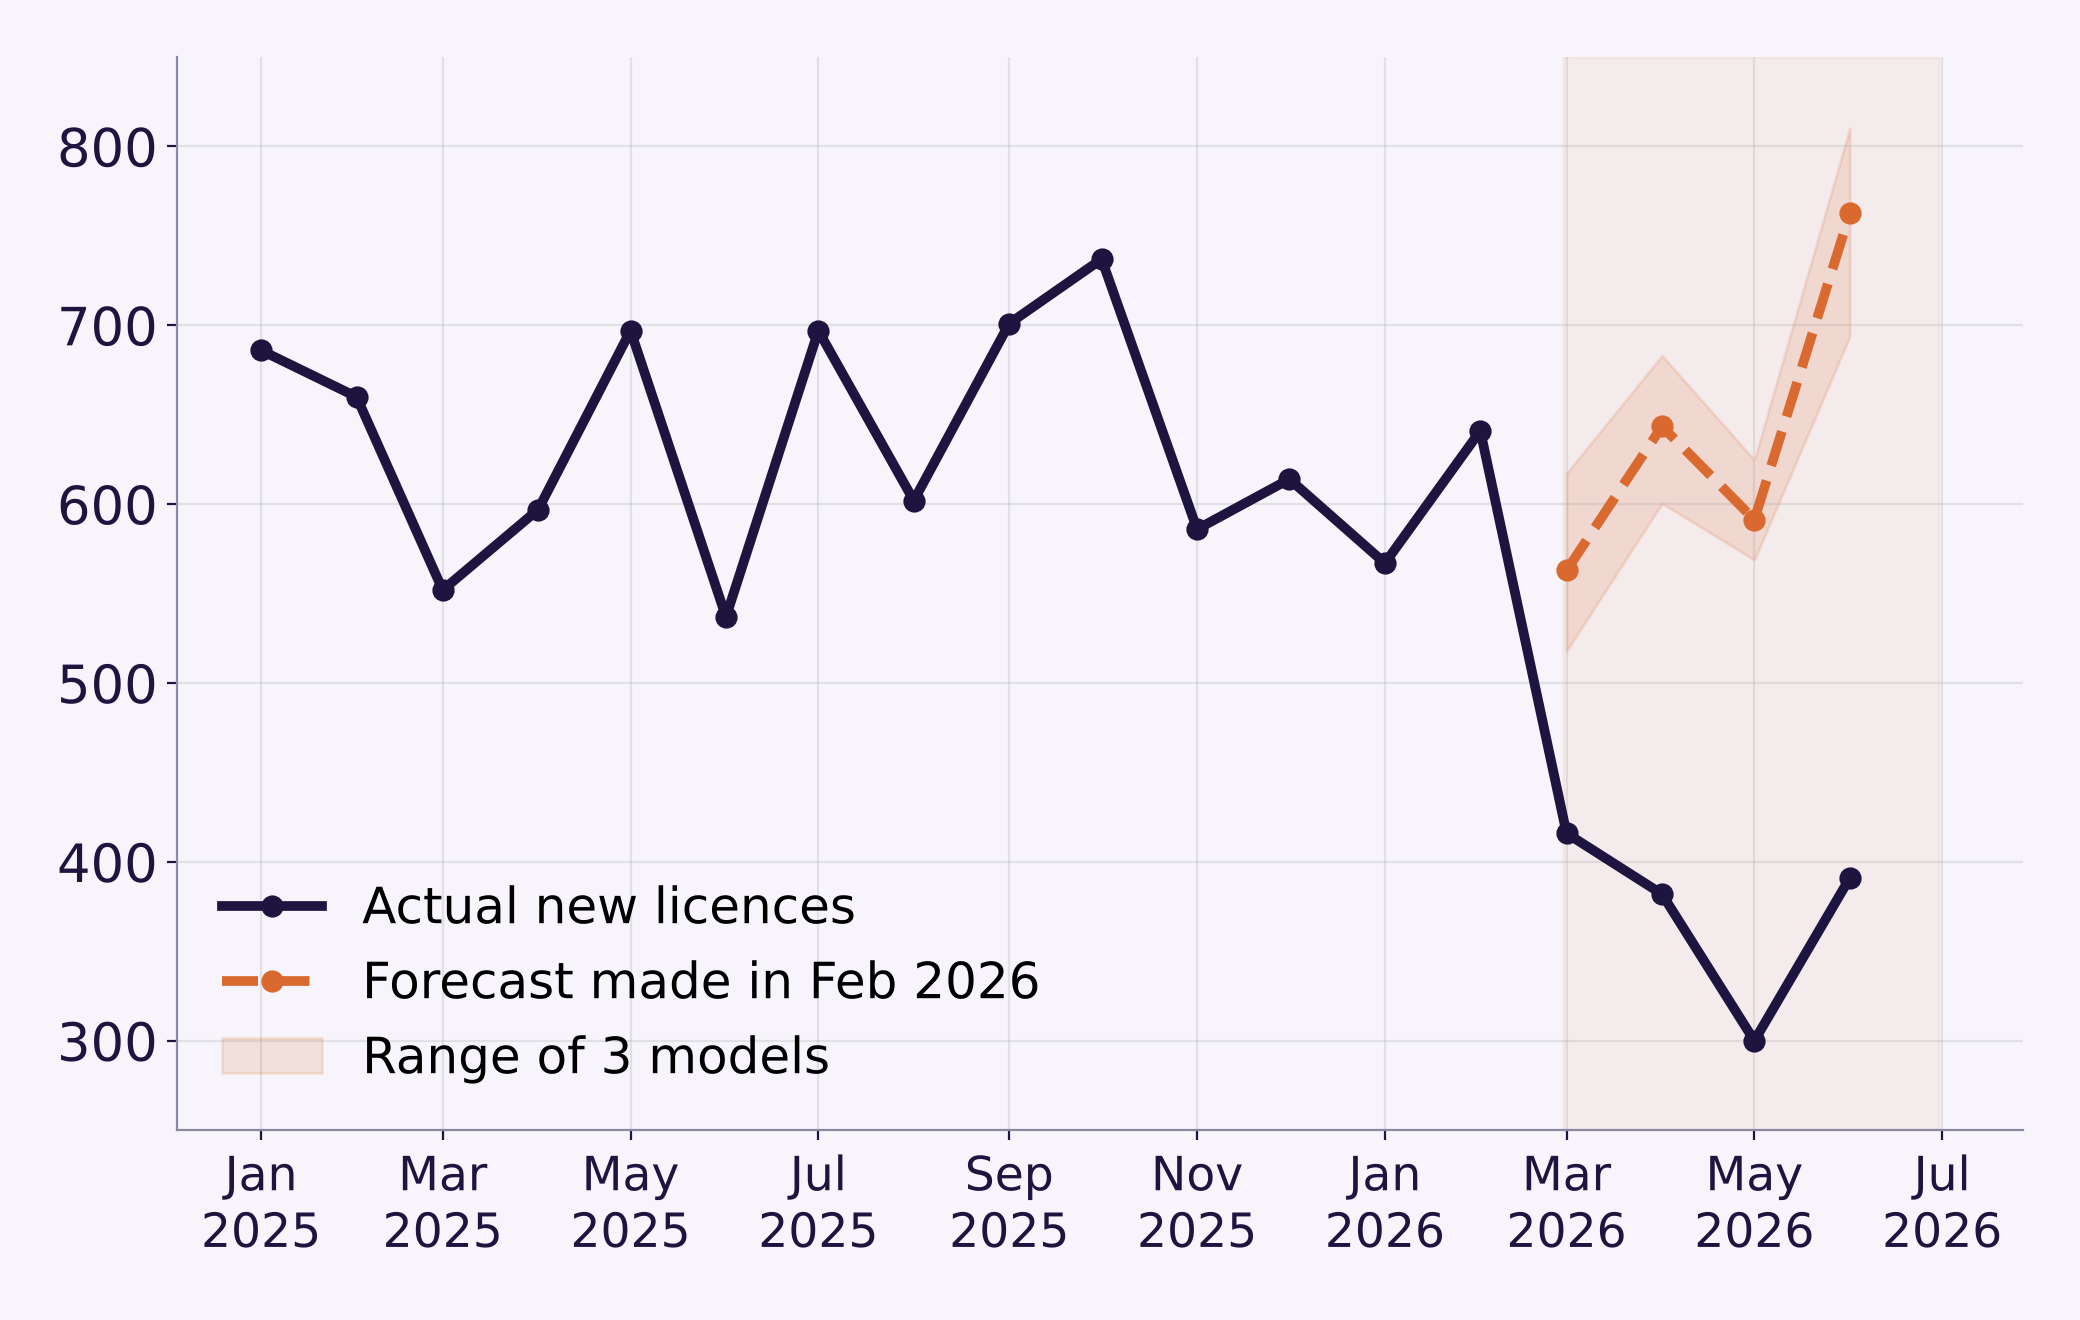 800
700
600
500
400
300
Actual new licences
Forecast made in Feb 2026
Range of 3 models
Jan Mar May Jul Sep Nov Jan Mar May Jul
2025 2025 2025 2025 2025 2025 2026 2026 2026 2026